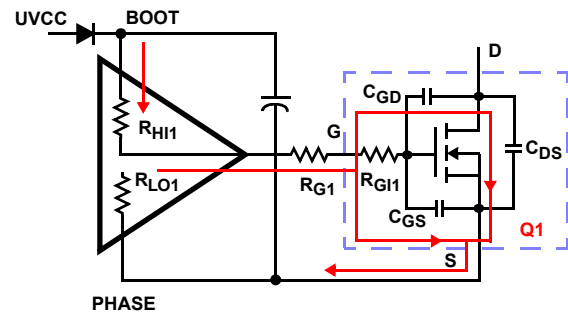 UVCC
BOOT
D
CGD
RHI1
G
CDS
RLO1
RG1
RGI1
CGS
Q1
S
PHASE